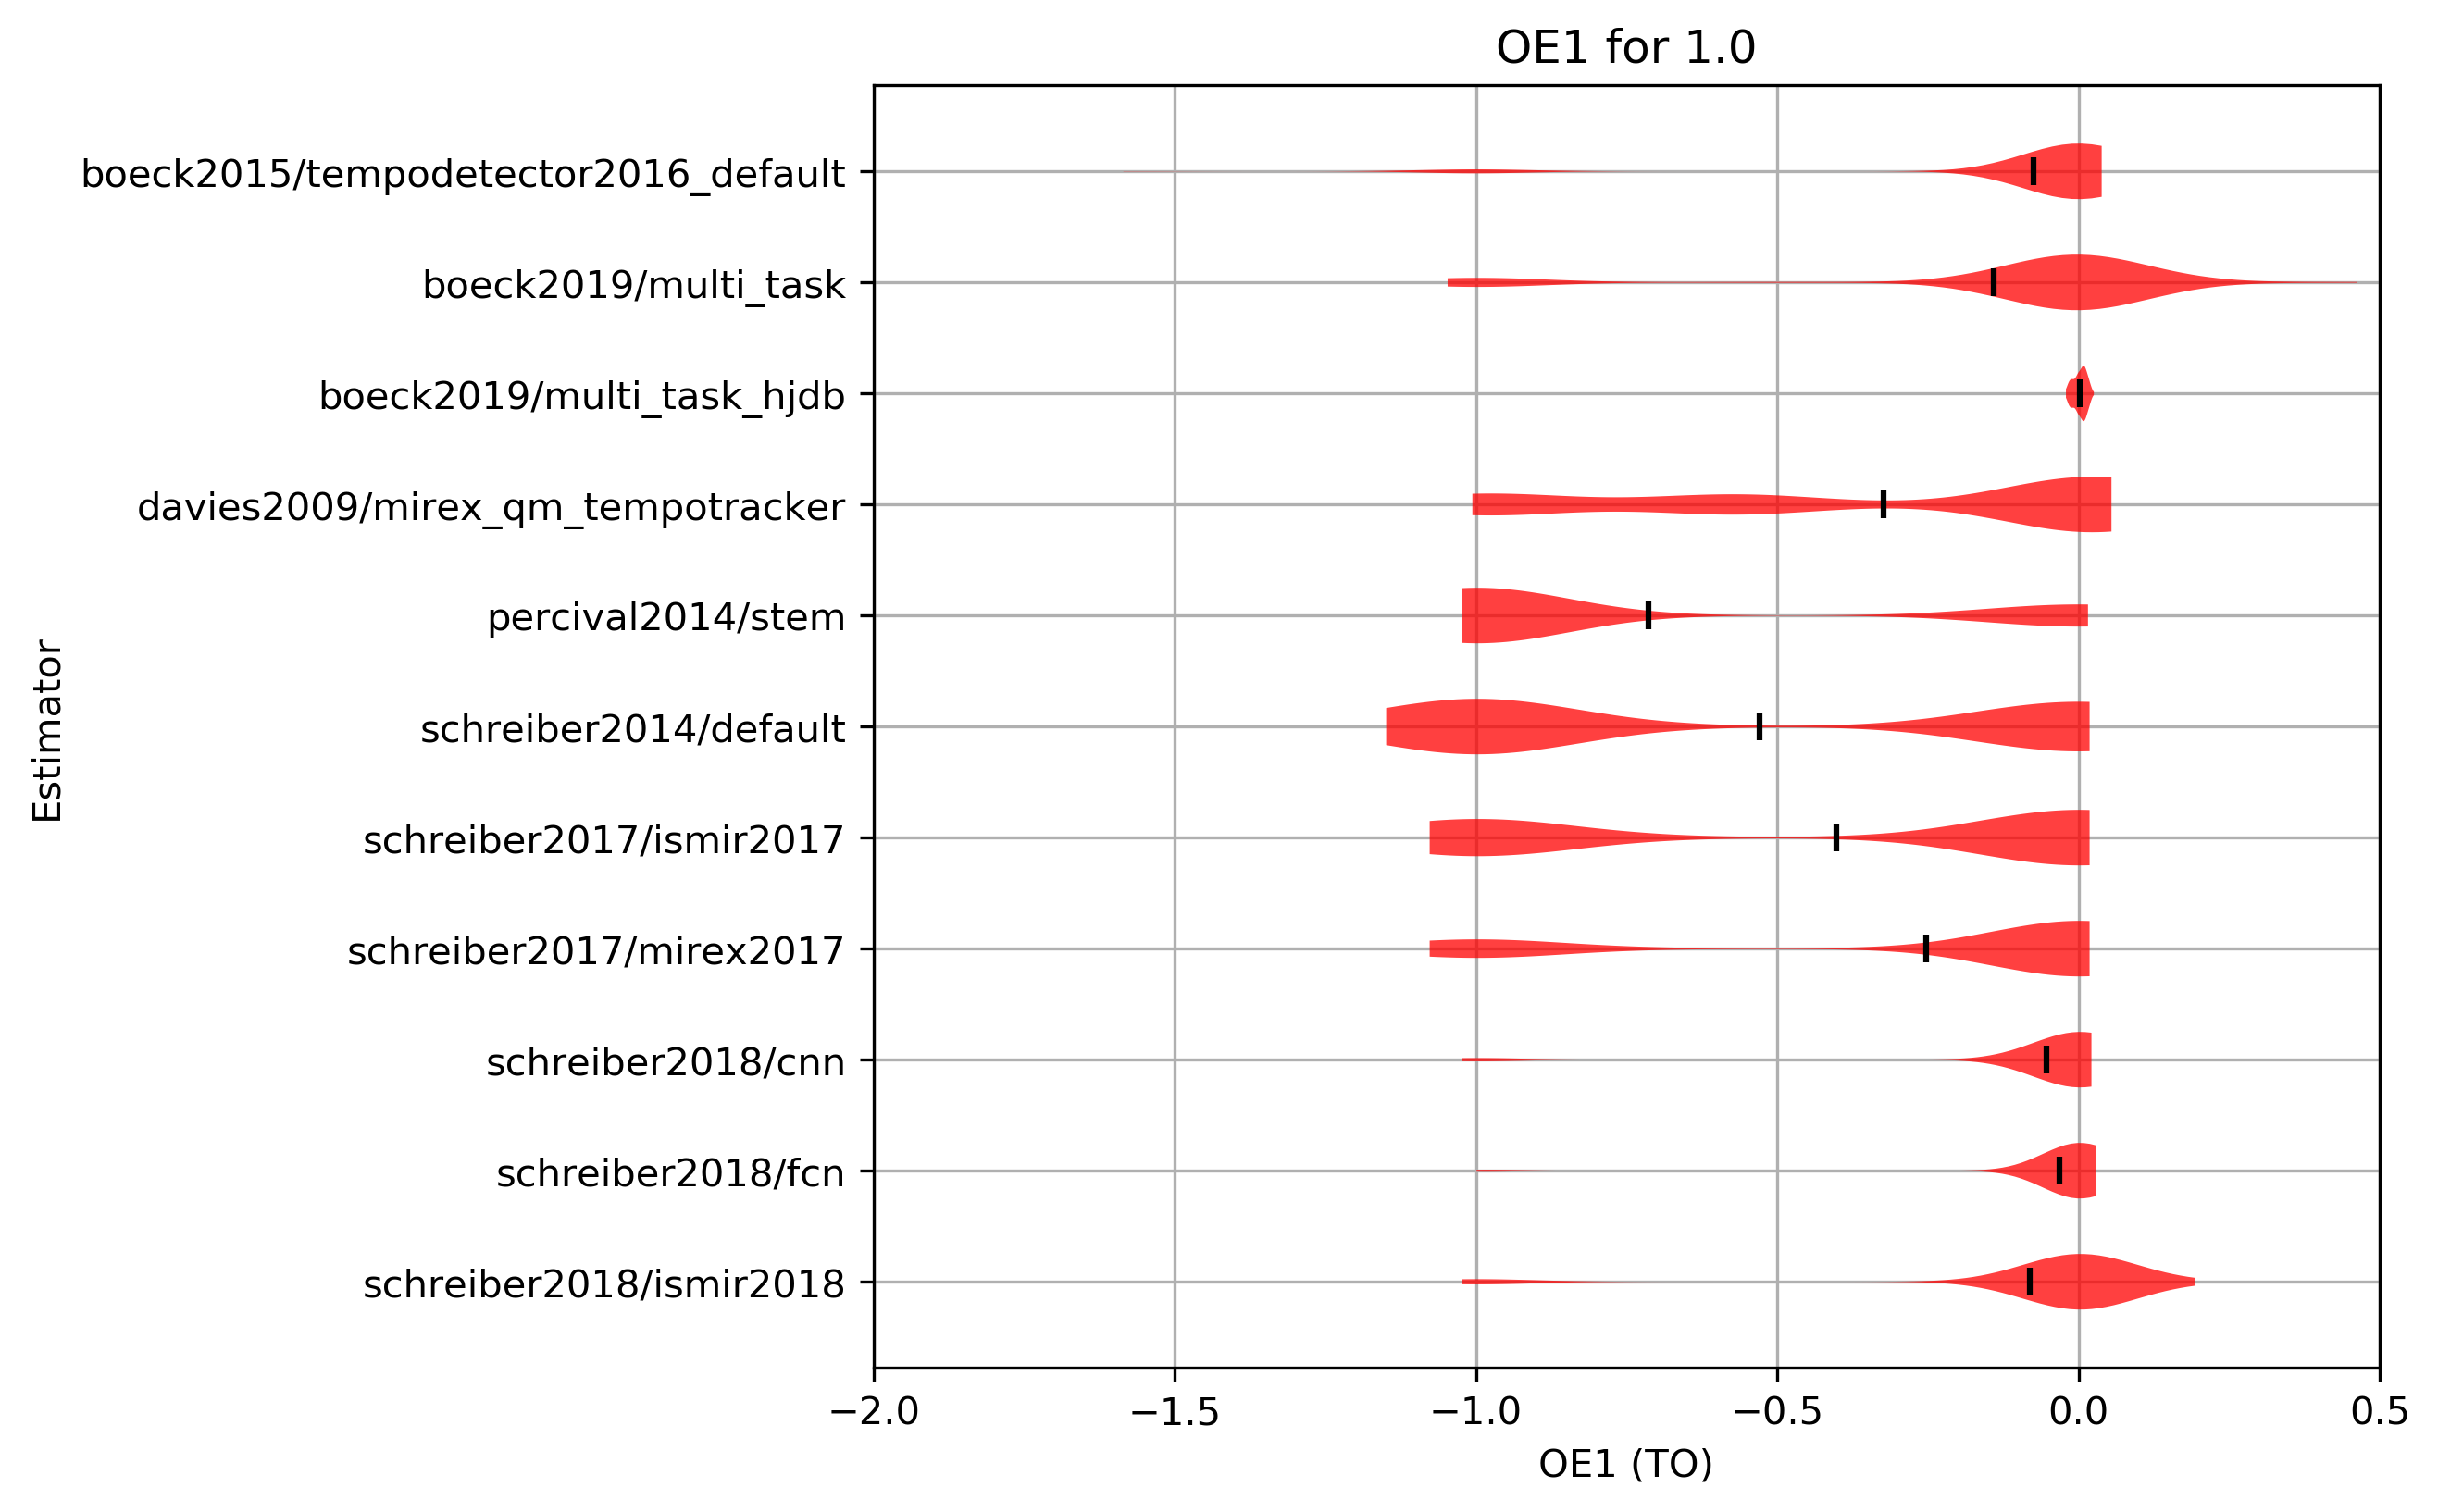 OE1 for 1.0
boeck2015/tempodetector2016_default
boeck2019/multi_task
boeck2019/multi_task_hjdb
davies2009/mirex_qm_tempotracker
percival2014/stem
schreiber2014/default
schreiber2017/ismir2017
schreiber2017/mirex2017
schreiber2018/cnn
schreiber2018/fcn
schreiber2018/ismir2018
Estimator
−2.0 −1.5 −1.0 −0.5 0.0 0.5
OE1 (TO)